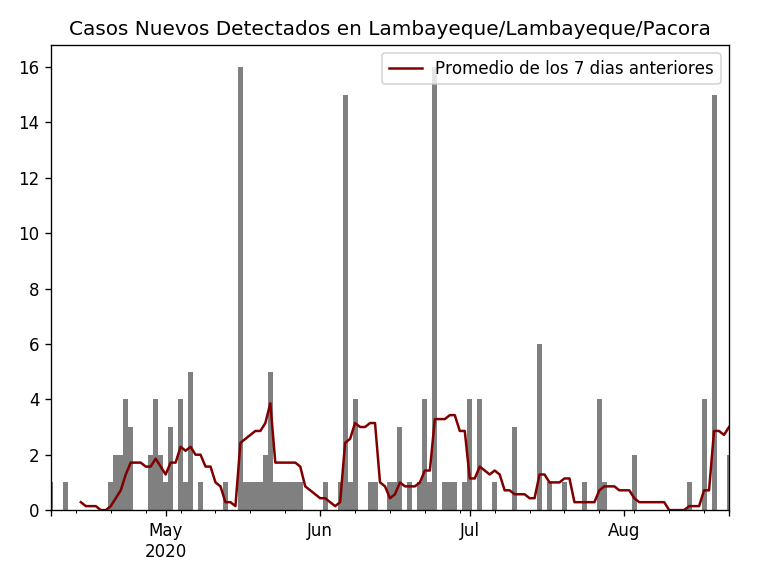 Casos Nuevos Detectados en Lambayeque/Lambayeque/Pacora
Promedio de los 7 dias anteriores
16
14
12
10
8
6
4
2
0
May
2020
Jun
Jul
Aug